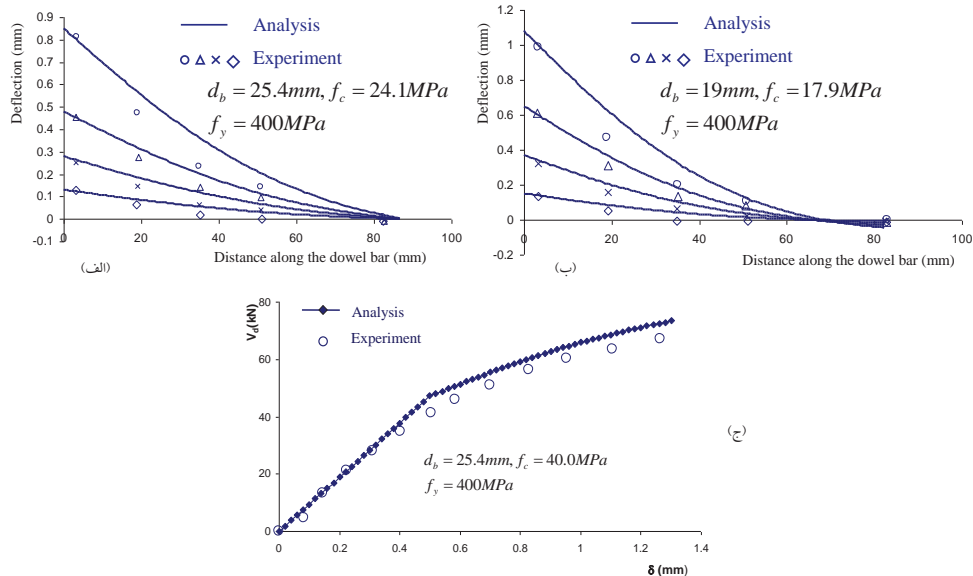 Deflection (mm)
0.9
0.8
0.7
0.6
0.5
0.4
0.3
0.2
0.1
0
-0.1
0
20
40
60
80
100
Analysis
Experiment
d_b = 25.4mm, f_c = 24.1MPa
f_y = 400MPa
Distance along the dowel bar (mm)
(الف)
Deflection (mm)
1.2
1
0.8
0.6
0.4
0.2
0
0.2
0
20
40
60
80
100
Analysis
Experiment
d_b = 19mm, f_c = 17.9MPa
f_y = 400MPa
Distance along the dowel bar (mm)
(ب)
V_d(kN)
80
60
40
20
0
0
0.2
0.4
0.6
0.8
1
1.2
1.4
Analysis
Experiment
d_b = 25.4mm, f_c = 40.0MPa
f_y = 400MPa
δ (mm)
(ج)